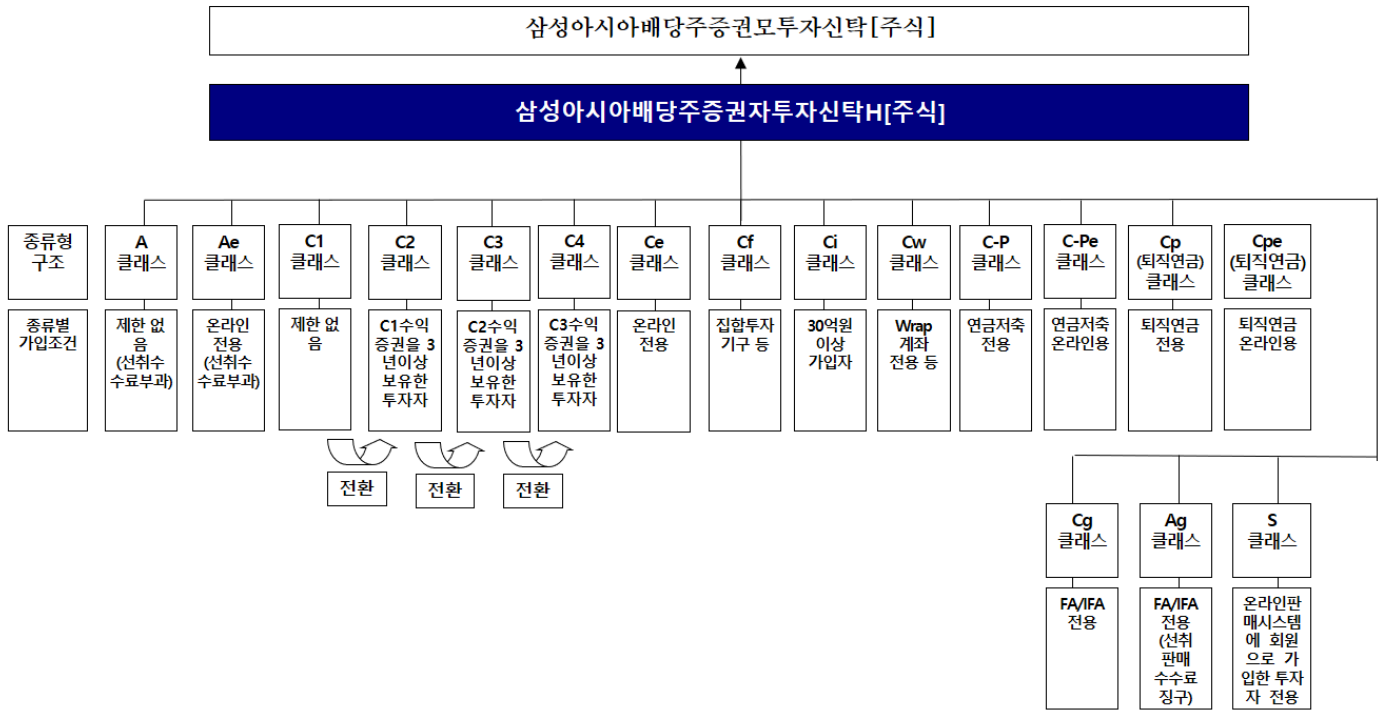 삼성아시아배당주증권모투자신탁[주식]
삼성아시아배당주증권자투자신탁H[주식]
종류형
구조
A
클래스
Ae
클래스
C1
클래스
C2
클래스
C3
클래스
C4
클래스
Ce
클래스
Cf
클래스
Ci
클래스
Cw
클래스
C-P
클래스
C-Pe
클래스
Cp
(퇴직연금)
클래스
Cpe
(퇴직연금)
클래스
종류별
가입조건
제한 없
음
(선취수
수료부과)
온라인
전용
(선취수
수료부과)
제한 없
음
C1수익
증권을 3
년이상
보유한
투자자
C2수익
증권을 3
년이상
보유한
투자자
C3수익
증권을 3
년이상
보유한
투자자
온라인
전용
집합투자
기구 등
30억원
이상
가입자
Wrap
계좌
전용 등
연금저축
전용
연금저축
온라인용
퇴직연금
전용
퇴직연금
온라인용
전환
전환
전환
Cg
클래스
Ag
클래스
S
클래스
FA/IFA
전용
FA/IFA
전용
(선취
판매
수수료
징구)
온라인판
매시스템
에 회원
으로 가
입한 투자
자 전용